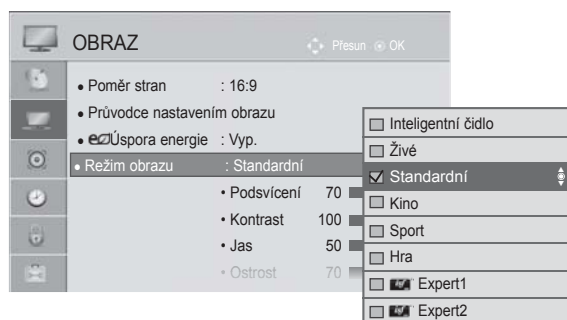 OBRAZ
Přesun OK
• Poměr stran : 16:9
• Průvodce nastavením obrazu
• eco Úspora energie : Vyp.
• Režim obrazu : Standardní
• Podsvícení 70
• Kontrast 100
• Jas 50
• Ostrost 70
Inteligentní čidlo
Živé
Standardní
Kino
Sport
Hra
Expert1
Expert2